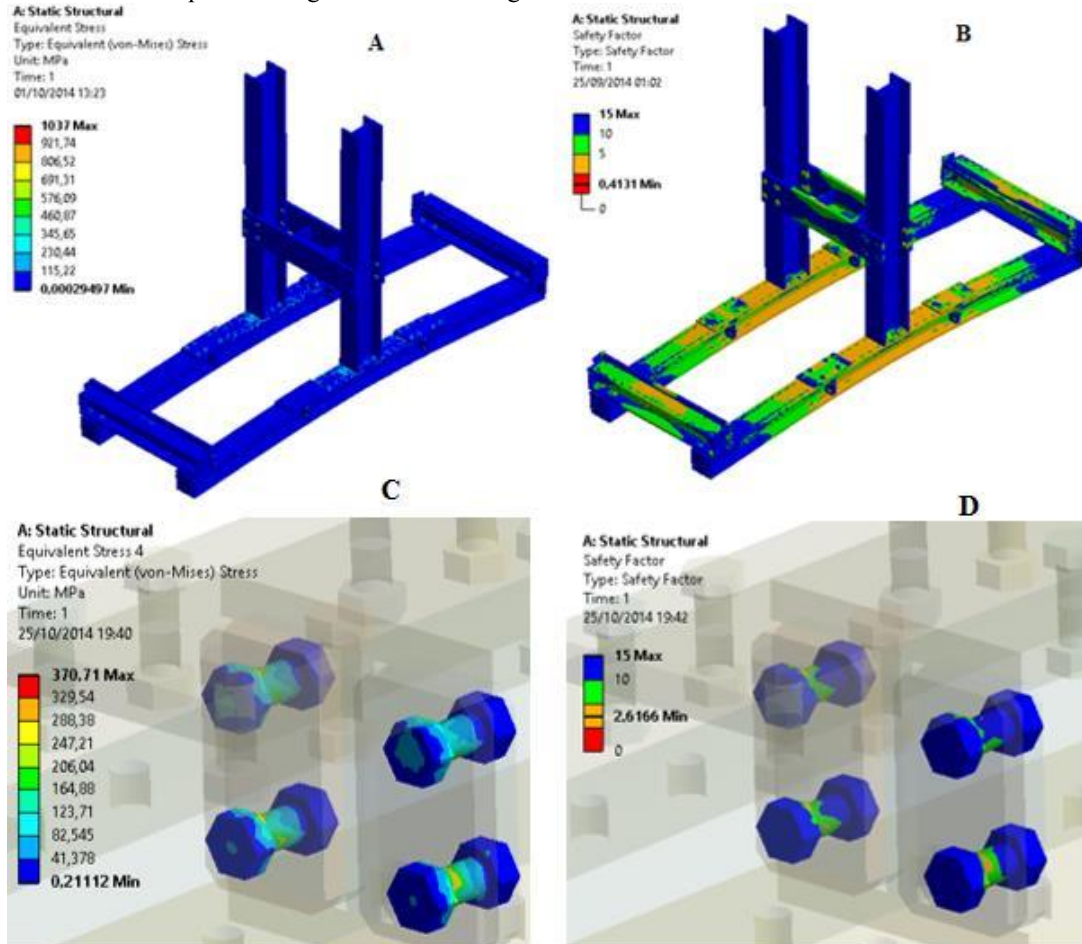 A: Static Structural
Equivalent Stress
Type: Equivalent (von-Mises) Stress
Unit: MPa
Time: 1
01/10/2014 13:23
A
1037 Max
921,74
806,52
691,31
576,09
460,87
345,65
230,44
115,22
0,00029497 Min
A: Static Structural
Safety Factor
Type: Safety Factor
Time: 1
25/09/2014 01:02
B
15 Max
10
5
0,4131 Min
0
C
A: Static Structural
Equivalent Stress 4
Type: Equivalent (von-Mises) Stress
Unit: MPa
Time: 1
25/10/2014 19:40
370,71 Max
329,54
288,38
247,21
206,04
164,88
123,71
82,545
41,378
0,21112 Min
D
A: Static Structural
Safety Factor
Type: Safety Factor
Time: 1
25/10/2014 19:42
15 Max
10
2,6166 Min
0